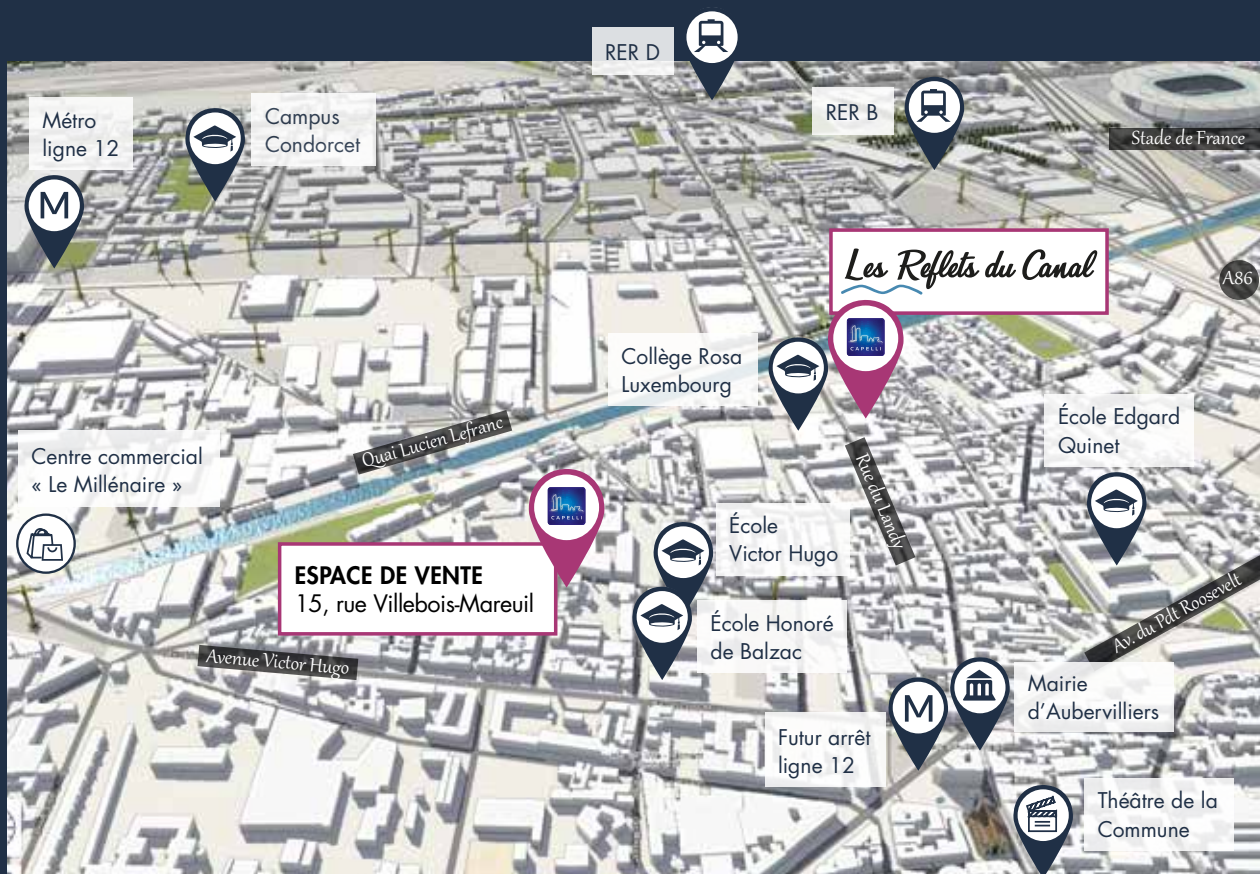 RER D
Métro
ligne 12
Campus
Condorcet
RER B
Stade de France
M
Les Reflets du Canal
A86
CAPELLI
Collège Rosa
Luxembourg
École Edgard
Quinet
Quai Lucien Lefranc
Centre commercial
« Le Millénaire »
Rue du Landy
CAPELLI
École
Victor Hugo
ESPACE DE VENTE
15, rue Villebois-Mareuil
École Honoré
de Balzac
Av. du Pdt Roosevelt
Avenue Victor Hugo
M
Mairie
d'Aubervilliers
Futur arrêt
ligne 12
Théâtre de la
Commune